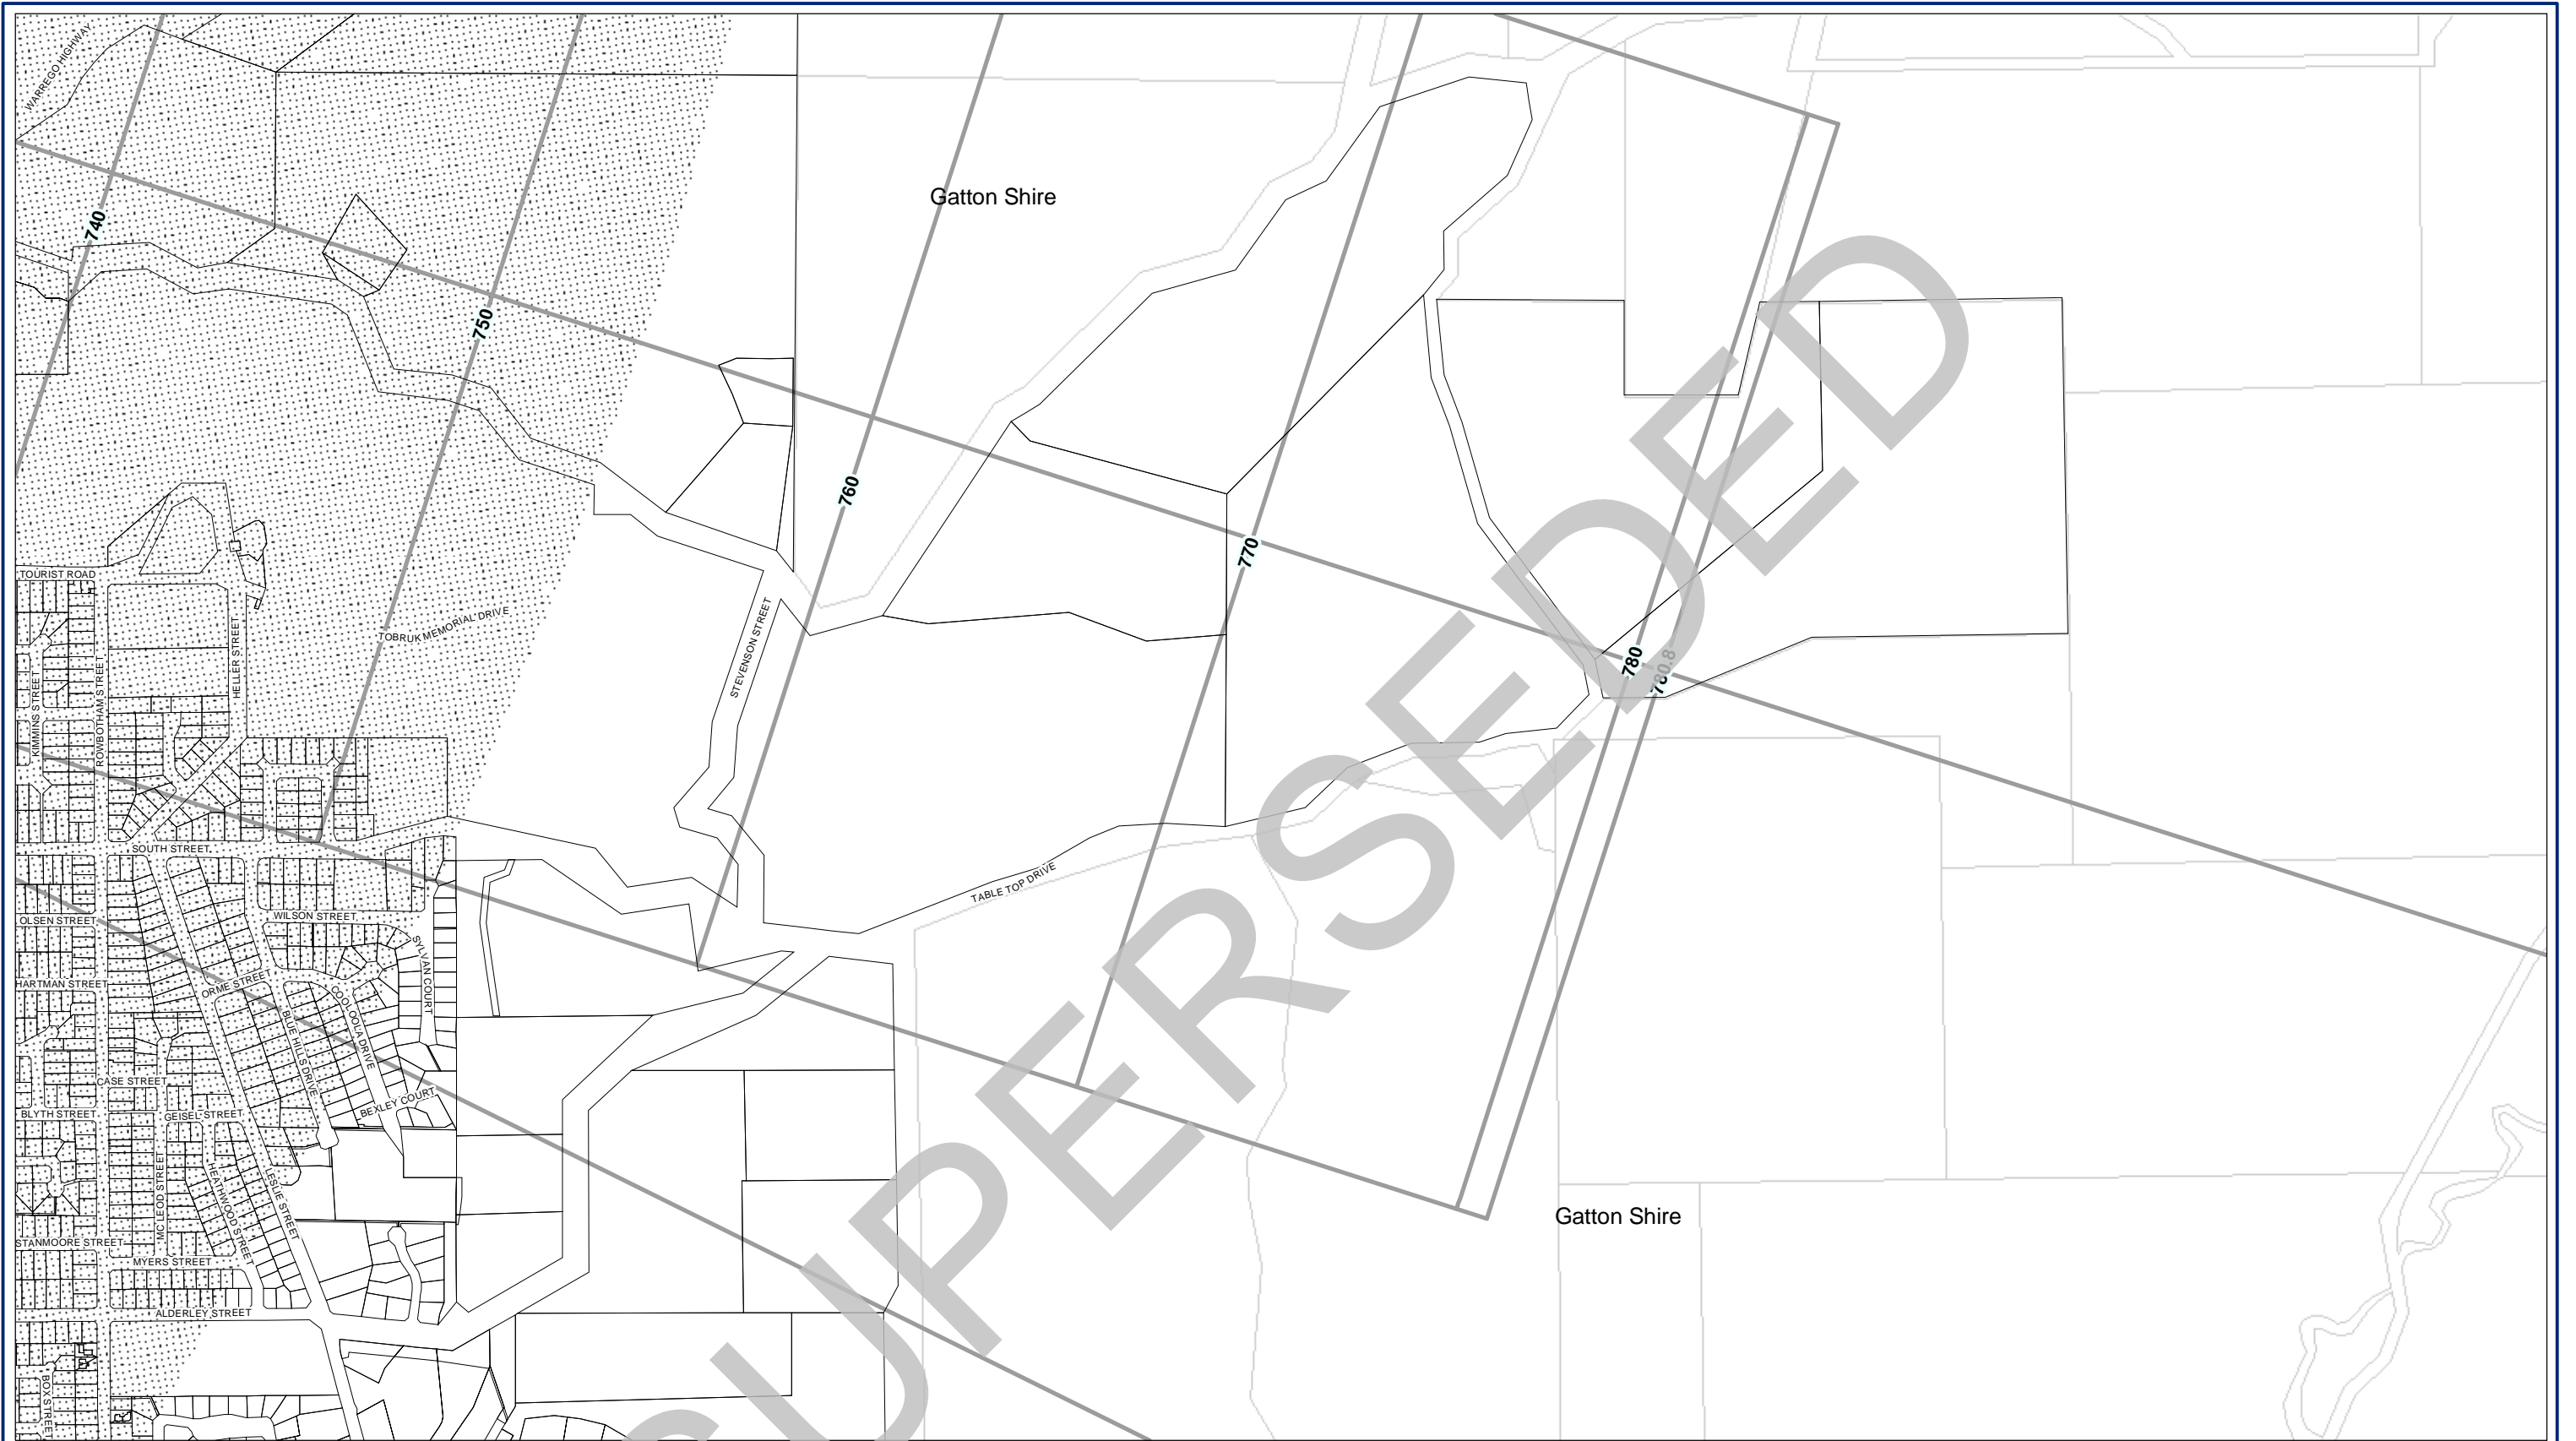 WARREGO HIGHWAY
Gatton Shire
740
750
760
770
780
780.8
TOURIST ROAD
TOBRUK MEMORIAL DRIVE
STEVENSON STREET
HELLER STREET
ROWBOTHAM STREET
KIMMINS STREET
SOUTH STREET
TABLE TOP DRIVE
OLSEN STREET
WILSON STREET
SYLVAN COURT
HARTMAN STREET
ORME STREET
COOLOOLA DRIVE
BLUE HILLS DRIVE
CASE STREET
BEXLEY COURT
BLYTH STREET
GEISEL STREET
MC LEOD STREET
HEATHWOOD STREET
LESLIE STREET
STANMOORE STREET
MYERS STREET
ALDERLEY STREET
BOX STREET
Gatton Shire
SUPERSEDED